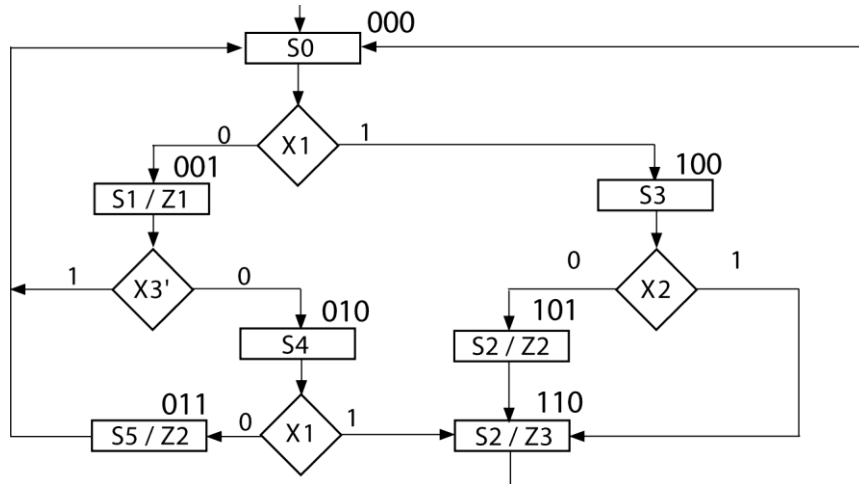 000
S0
0 X1 1
001
S1 / Z1
100
S3
1 X3' 0
0 X2 1
010
S4
101
S2 / Z2
011
S5 / Z2
0 X1 1
110
S2 / Z3